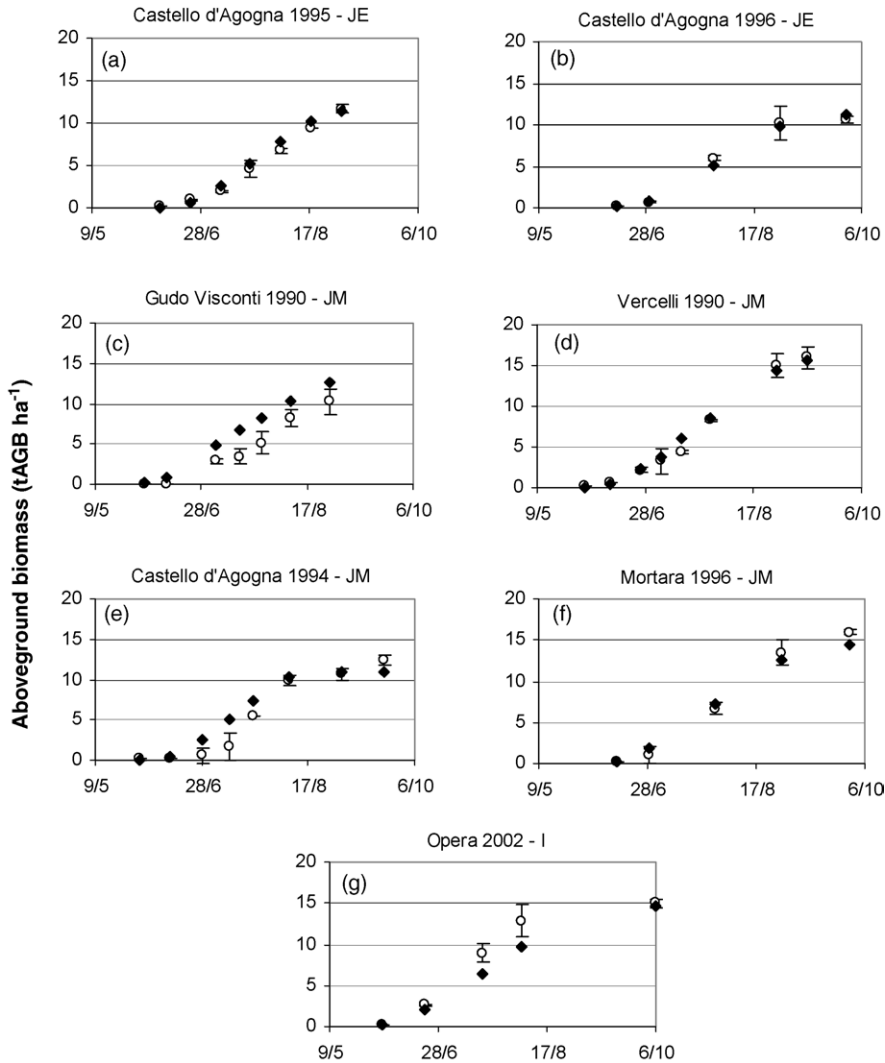 Castello d'Agogna 1995 - JE
(a)
20
15
10
5
0
9/5 28/6 17/8 6/10
Castello d'Agogna 1996 - JE
(b)
20
15
10
5
0
9/5 28/6 17/8 6/10
Gudo Visconti 1990 - JM
(c)
20
15
10
5
0
9/5 28/6 17/8 6/10
Vercelli 1990 - JM
(d)
20
15
10
5
0
9/5 28/6 17/8 6/10
Castello d'Agogna 1994 - JM
(e)
20
15
10
5
0
9/5 28/6 17/8 6/10
Mortara 1996 - JM
(f)
20
15
10
5
0
9/5 28/6 17/8 6/10
Opera 2002 - I
(g)
20
15
10
5
0
9/5 28/6 17/8 6/10
Aboveground biomass (tAGB ha⁻¹)